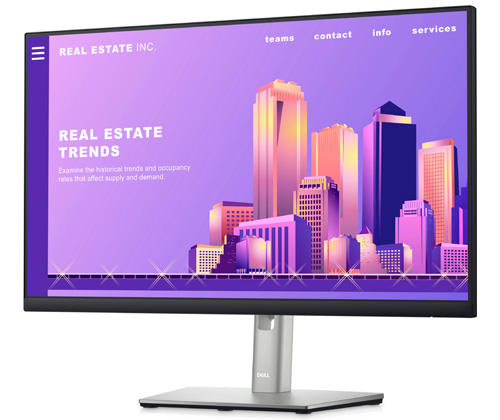 REAL ESTATE INC.
teams contact info services
REAL ESTATE
TRENDS
Examine the historical trends and occupancy
rates that affect supply and demand.
DELL